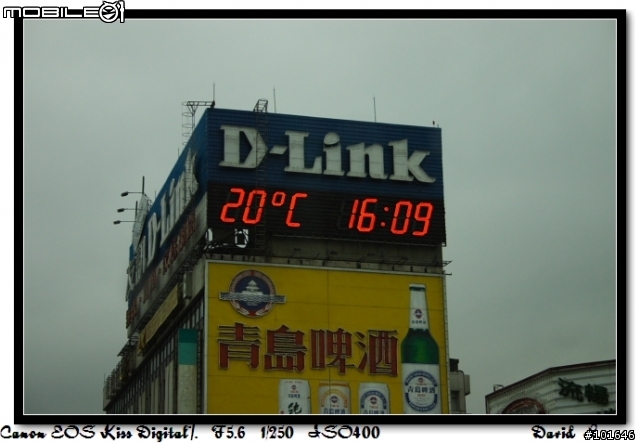 MOBILE01
D-Link
20°C 16:09
D-Link
青島啤酒
Canon EOS Kiss Digital/. F5.6 1/250 ISO400
#101646